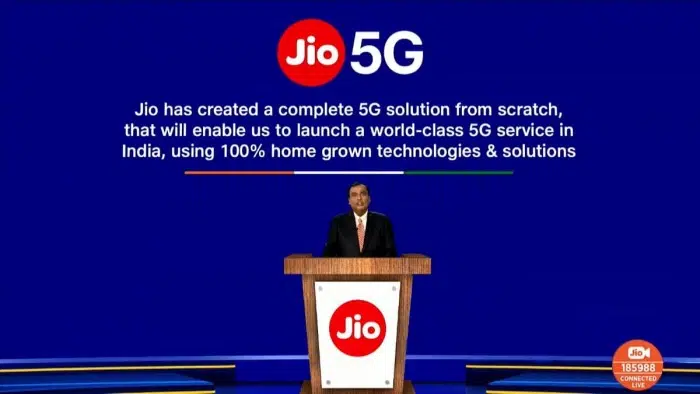 Jio 5G
Jio has created a complete 5G solution from scratch,
that will enable us to launch a world-class 5G service in
India, using 100% home grown technologies & solutions
Jio
Jio
185988
CONNECTED
LIVE